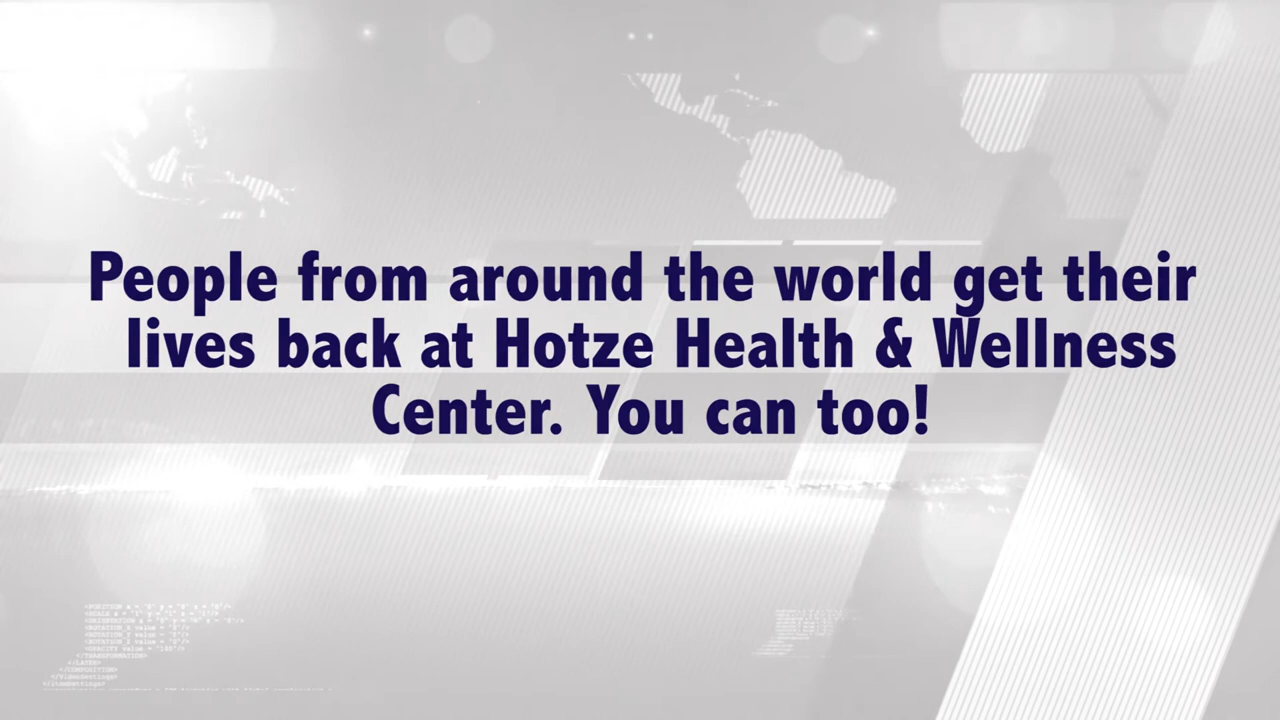 People from around the world get their
lives back at Hotze Health & Wellness
Center. You can too!